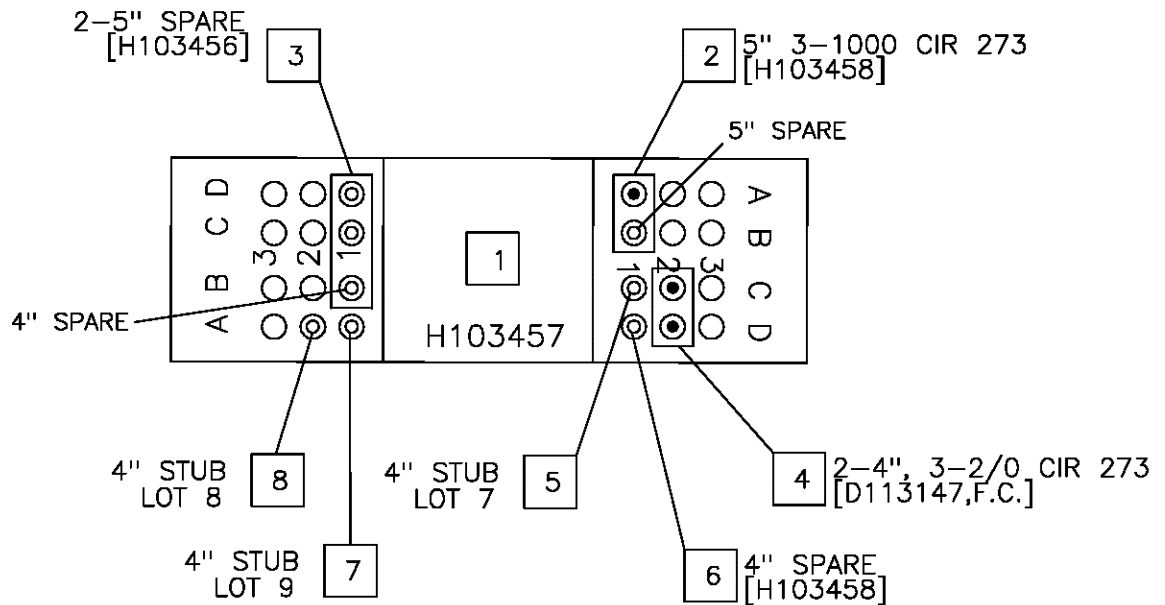 2-5" SPARE
[H103456]
3
2
5" 3-1000 CIR 273
[H103458]
5" SPARE
D
C
B
A
3
2
1
1
H103457
1
2
3
A
B
C
D
4" SPARE
4" STUB
LOT 8
8
4" STUB
LOT 7
5
4
2-4", 3-2/0 CIR 273
[D113147,F.C.]
4" STUB
LOT 9
7
6
4" SPARE
[H103458]